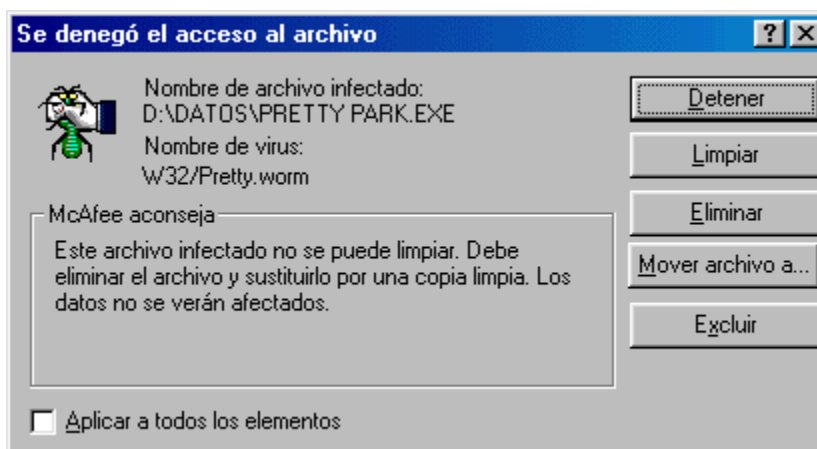 Se denegó el acceso al archivo
Nombre de archivo infectado:
D:\DATOS\PRETTY PARK.EXE
Nombre de virus:
W32/Pretty.worm
McAfee aconseja
Este archivo infectado no se puede limpiar. Debe
eliminar el archivo y sustituirlo por una copia limpia. Los
datos no se verán afectados.
Aplicar a todos los elementos
Detener
Limpiar
Eliminar
Mover archivo a...
Excluir